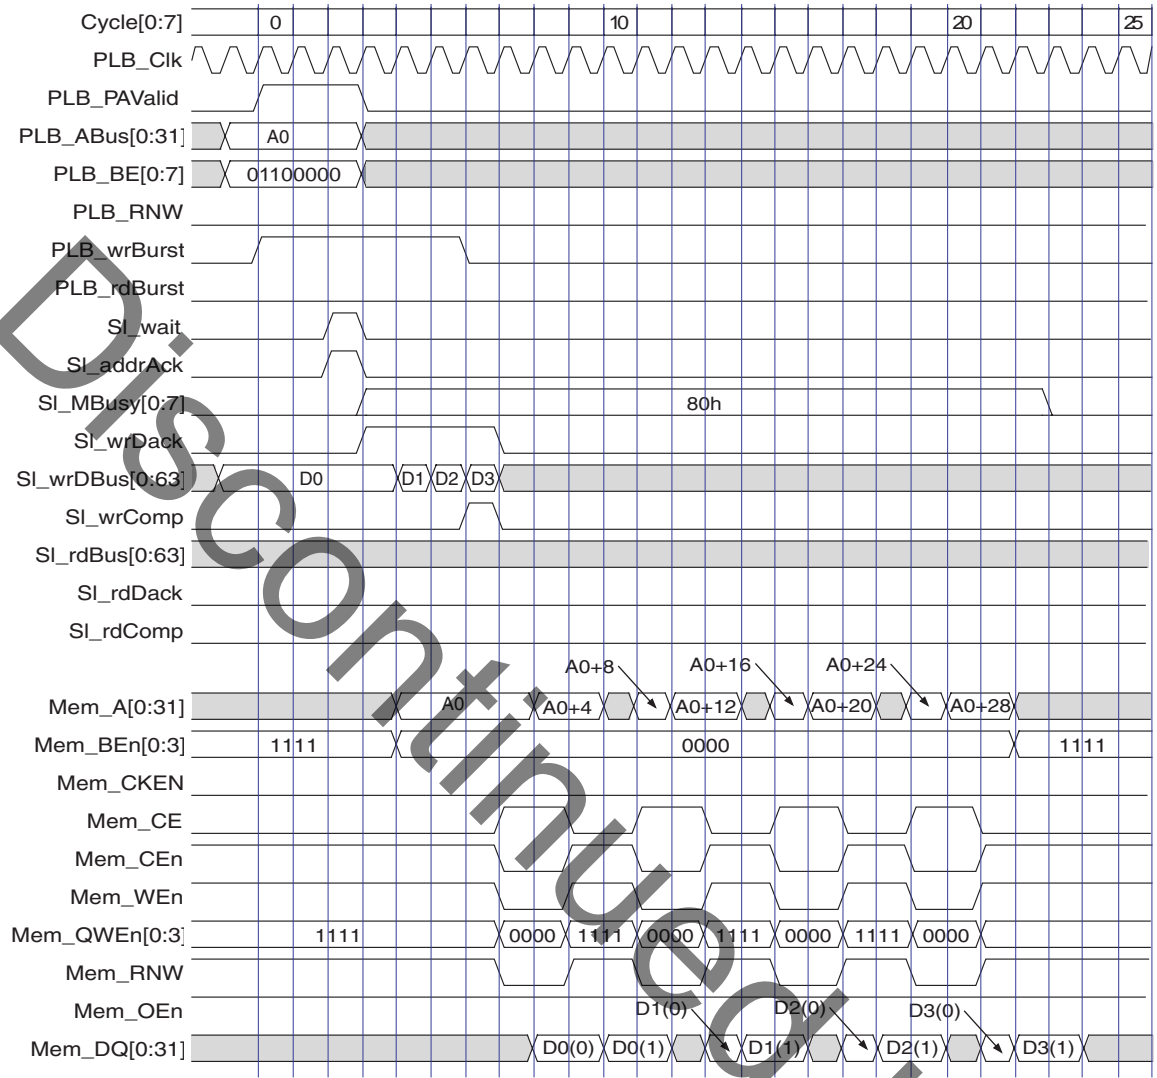 Cycle[0:7] 0 10 20 25
PLB_Clk
PLB_PAValid
PLB_ABus[0:31] A0
PLB_BE[0:7] 01100000
PLB_RNW
PLB_wrBurst
PLB_rdBurst
Sl_wait
Sl_addrAck
Sl_MBusy[0:7] 80h
Sl_wrDack
Sl_wrDBus[0:63] D0 D1 D2 D3
Sl_wrComp
Sl_rdBus[0:63]
Sl_rdDack
Sl_rdComp
A0+8 A0+16 A0+24
Mem_A[0:31] A0 A0+4 A0+12 A0+20 A0+28
Mem_BEn[0:3] 1111 0000 1111
Mem_CKEN
Mem_CE
Mem_CEn
Mem_WEn
Mem_QWEn[0:3] 1111 0000 1111 0000 1111 0000 1111 0000
Mem_RNW
Mem_OEn
D1(0) D2(0) D3(0)
Mem_DQ[0:31] D0(0) D0(1) D1(1) D2(1) D3(1)
Discontinued